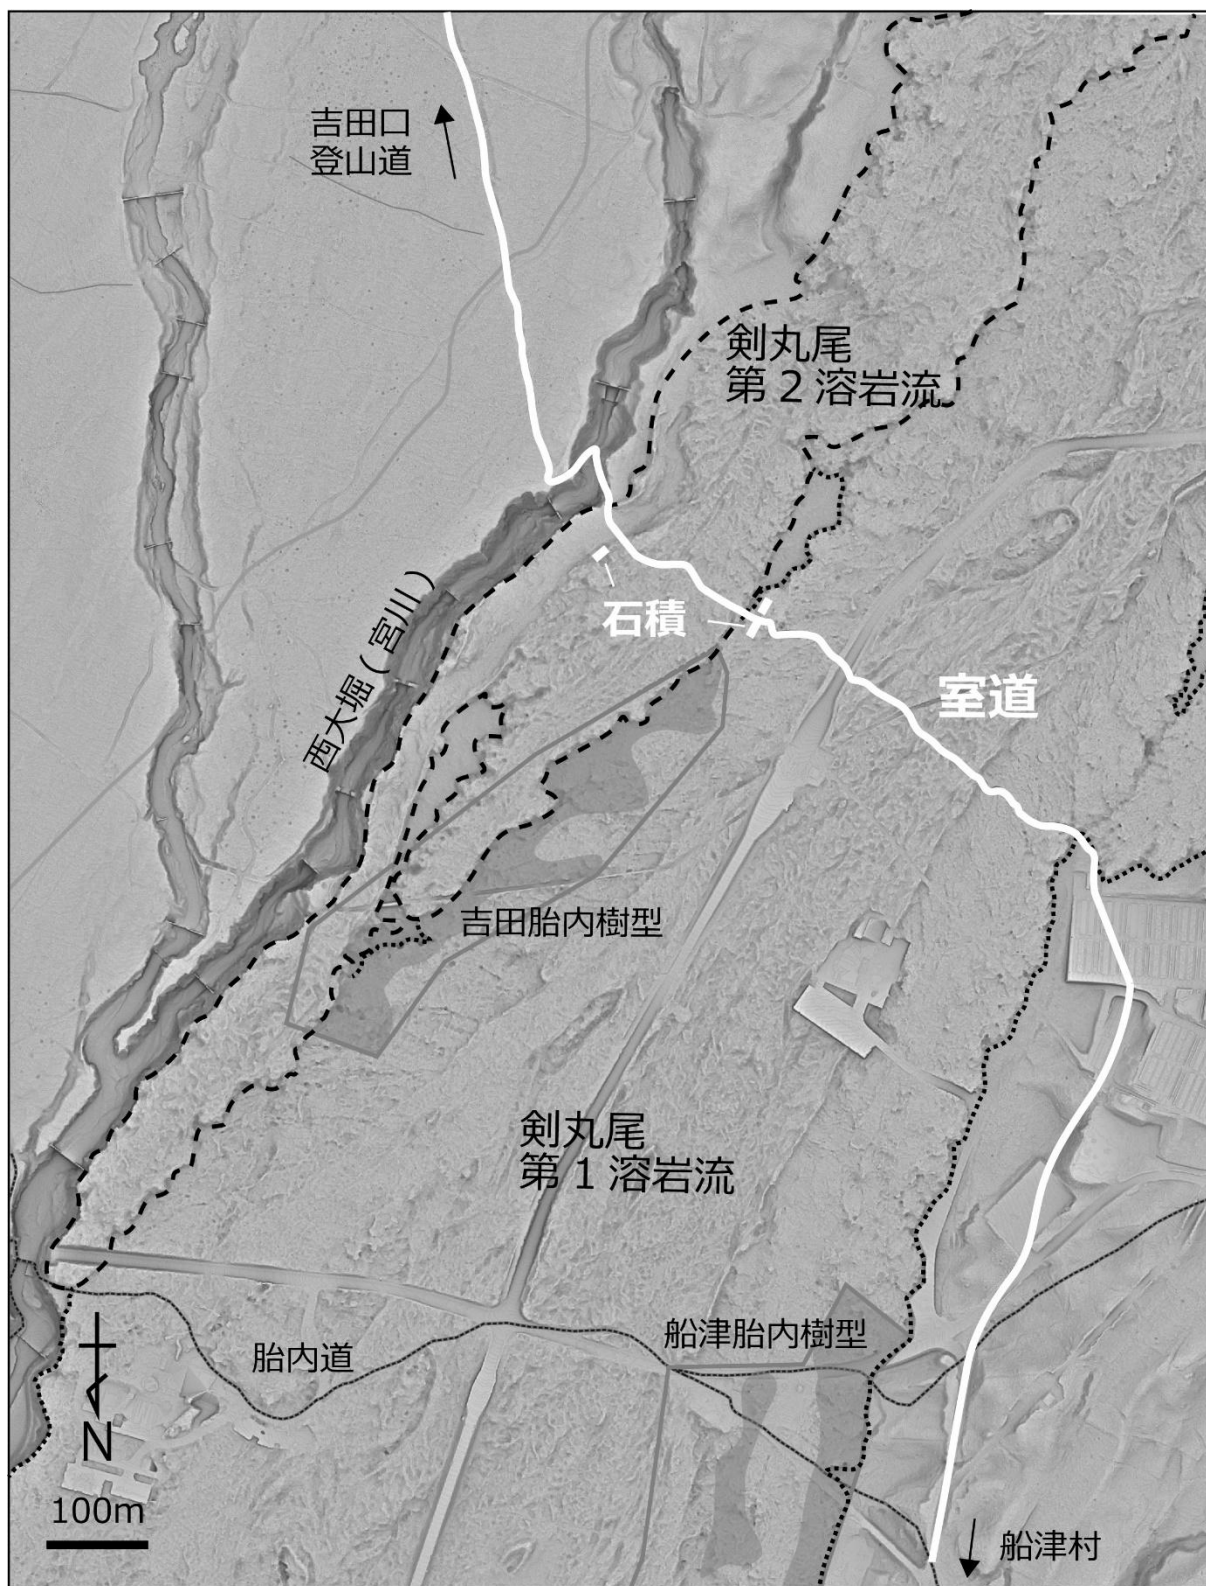 吉田口
登山道
剣丸尾
第2溶岩流
西大堀(宮川)
石積
室道
吉田胎内樹型
剣丸尾
第1溶岩流
船津胎内樹型
胎内道
N
100m
船津村